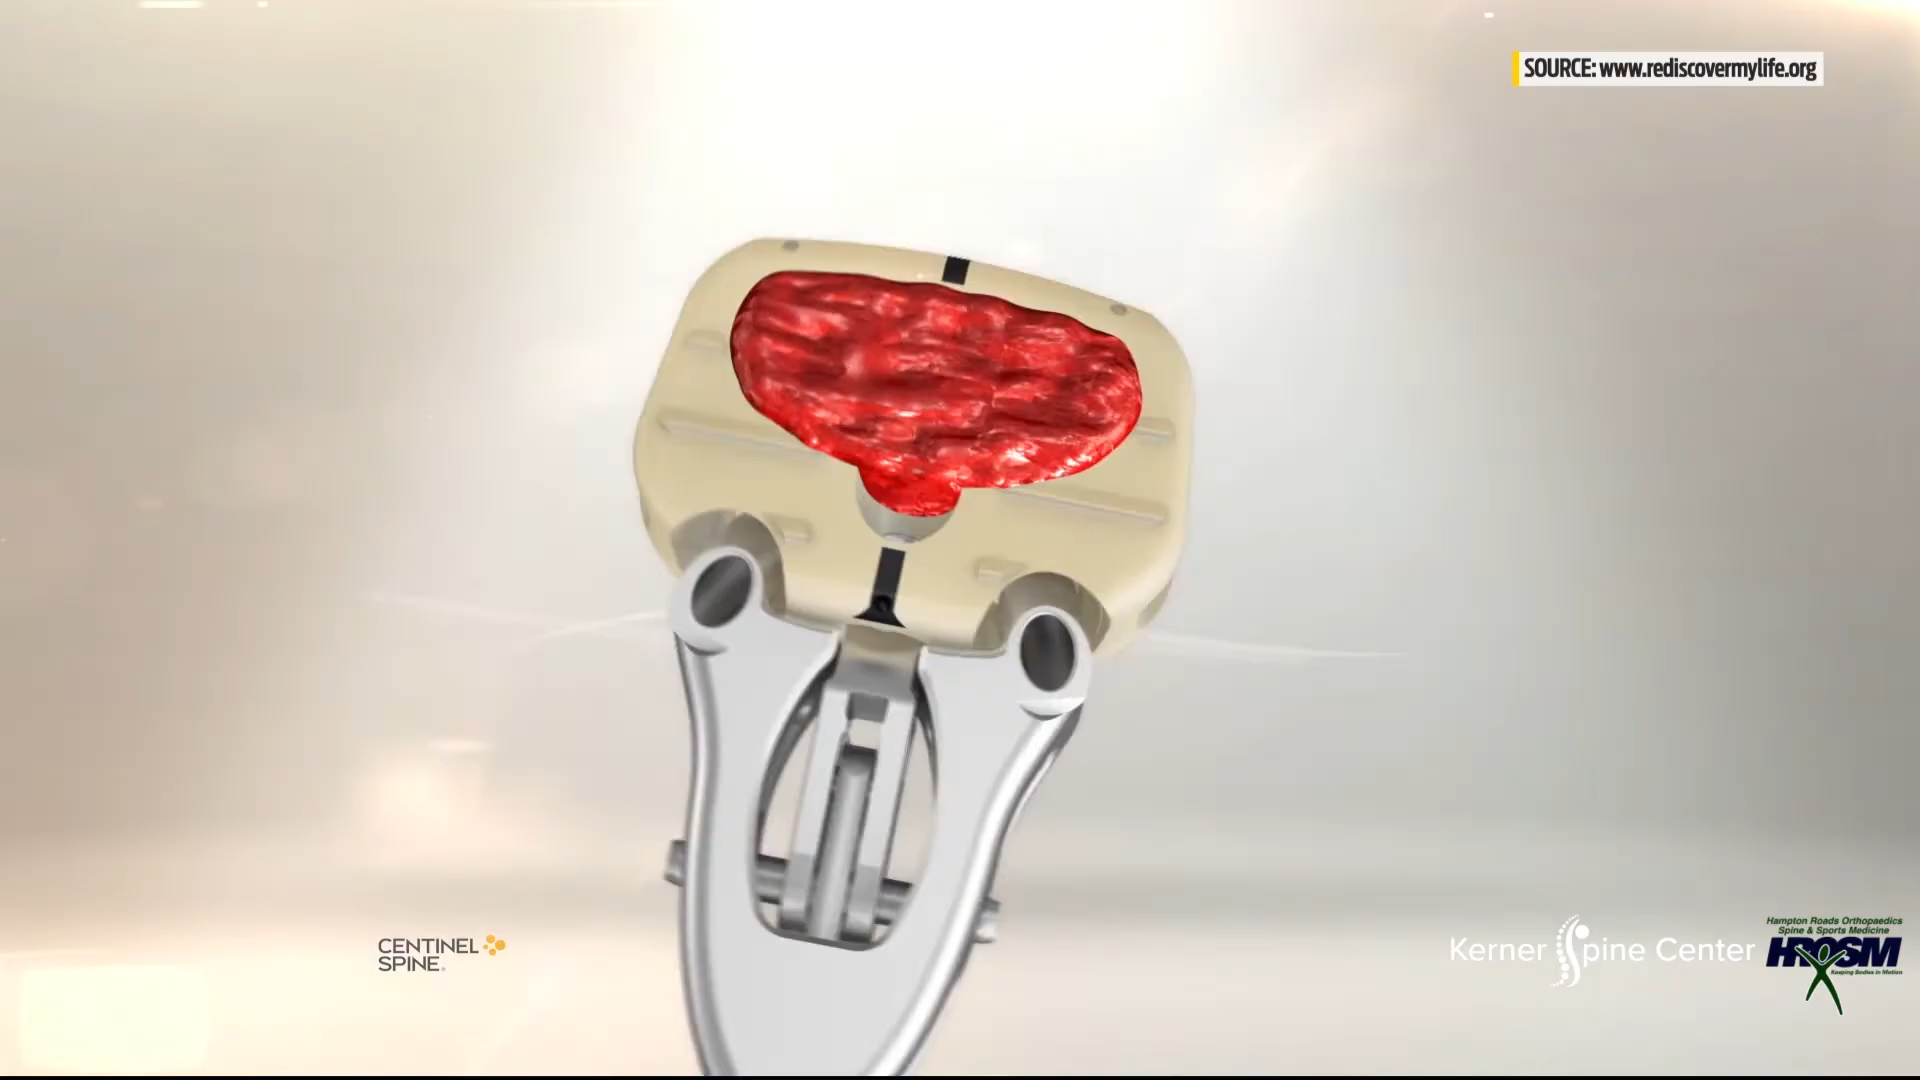 SOURCE: www.rediscovermylife.org
CENTINEL
SPINE.
Kerner Spine Center
Hampton Roads Orthopaedics
Spine & Sports Medicine
HROSM
Keeping Bodies in Motion